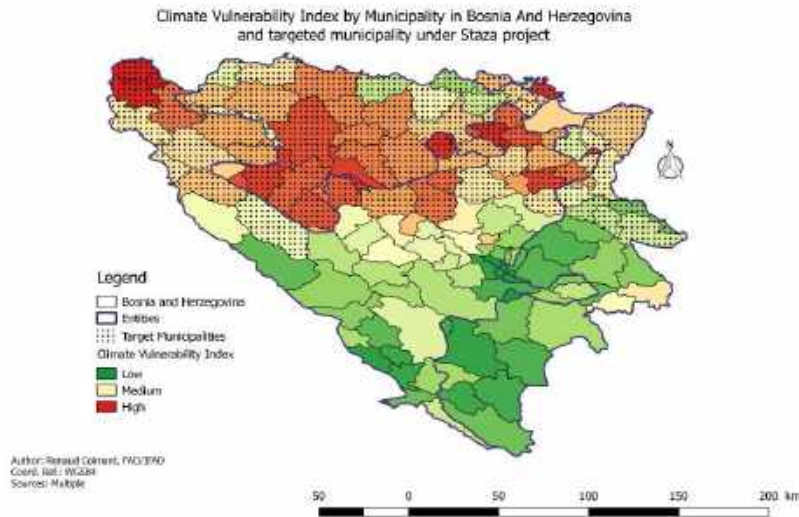 Climate Vulnerability Index by Municipality in Bosnia And Herzegovina
and targeted municipality under Staza project
Legend
Bosnia and Herzegovina
Entities
Target Municipalities
Climate Vulnerability Index
Low
Medium
High
Author: Renaud Colmant, FAO/IFAD
Coord. Ref.: WGS84
Sources: Multiple
50 0 50 100 150 200 km